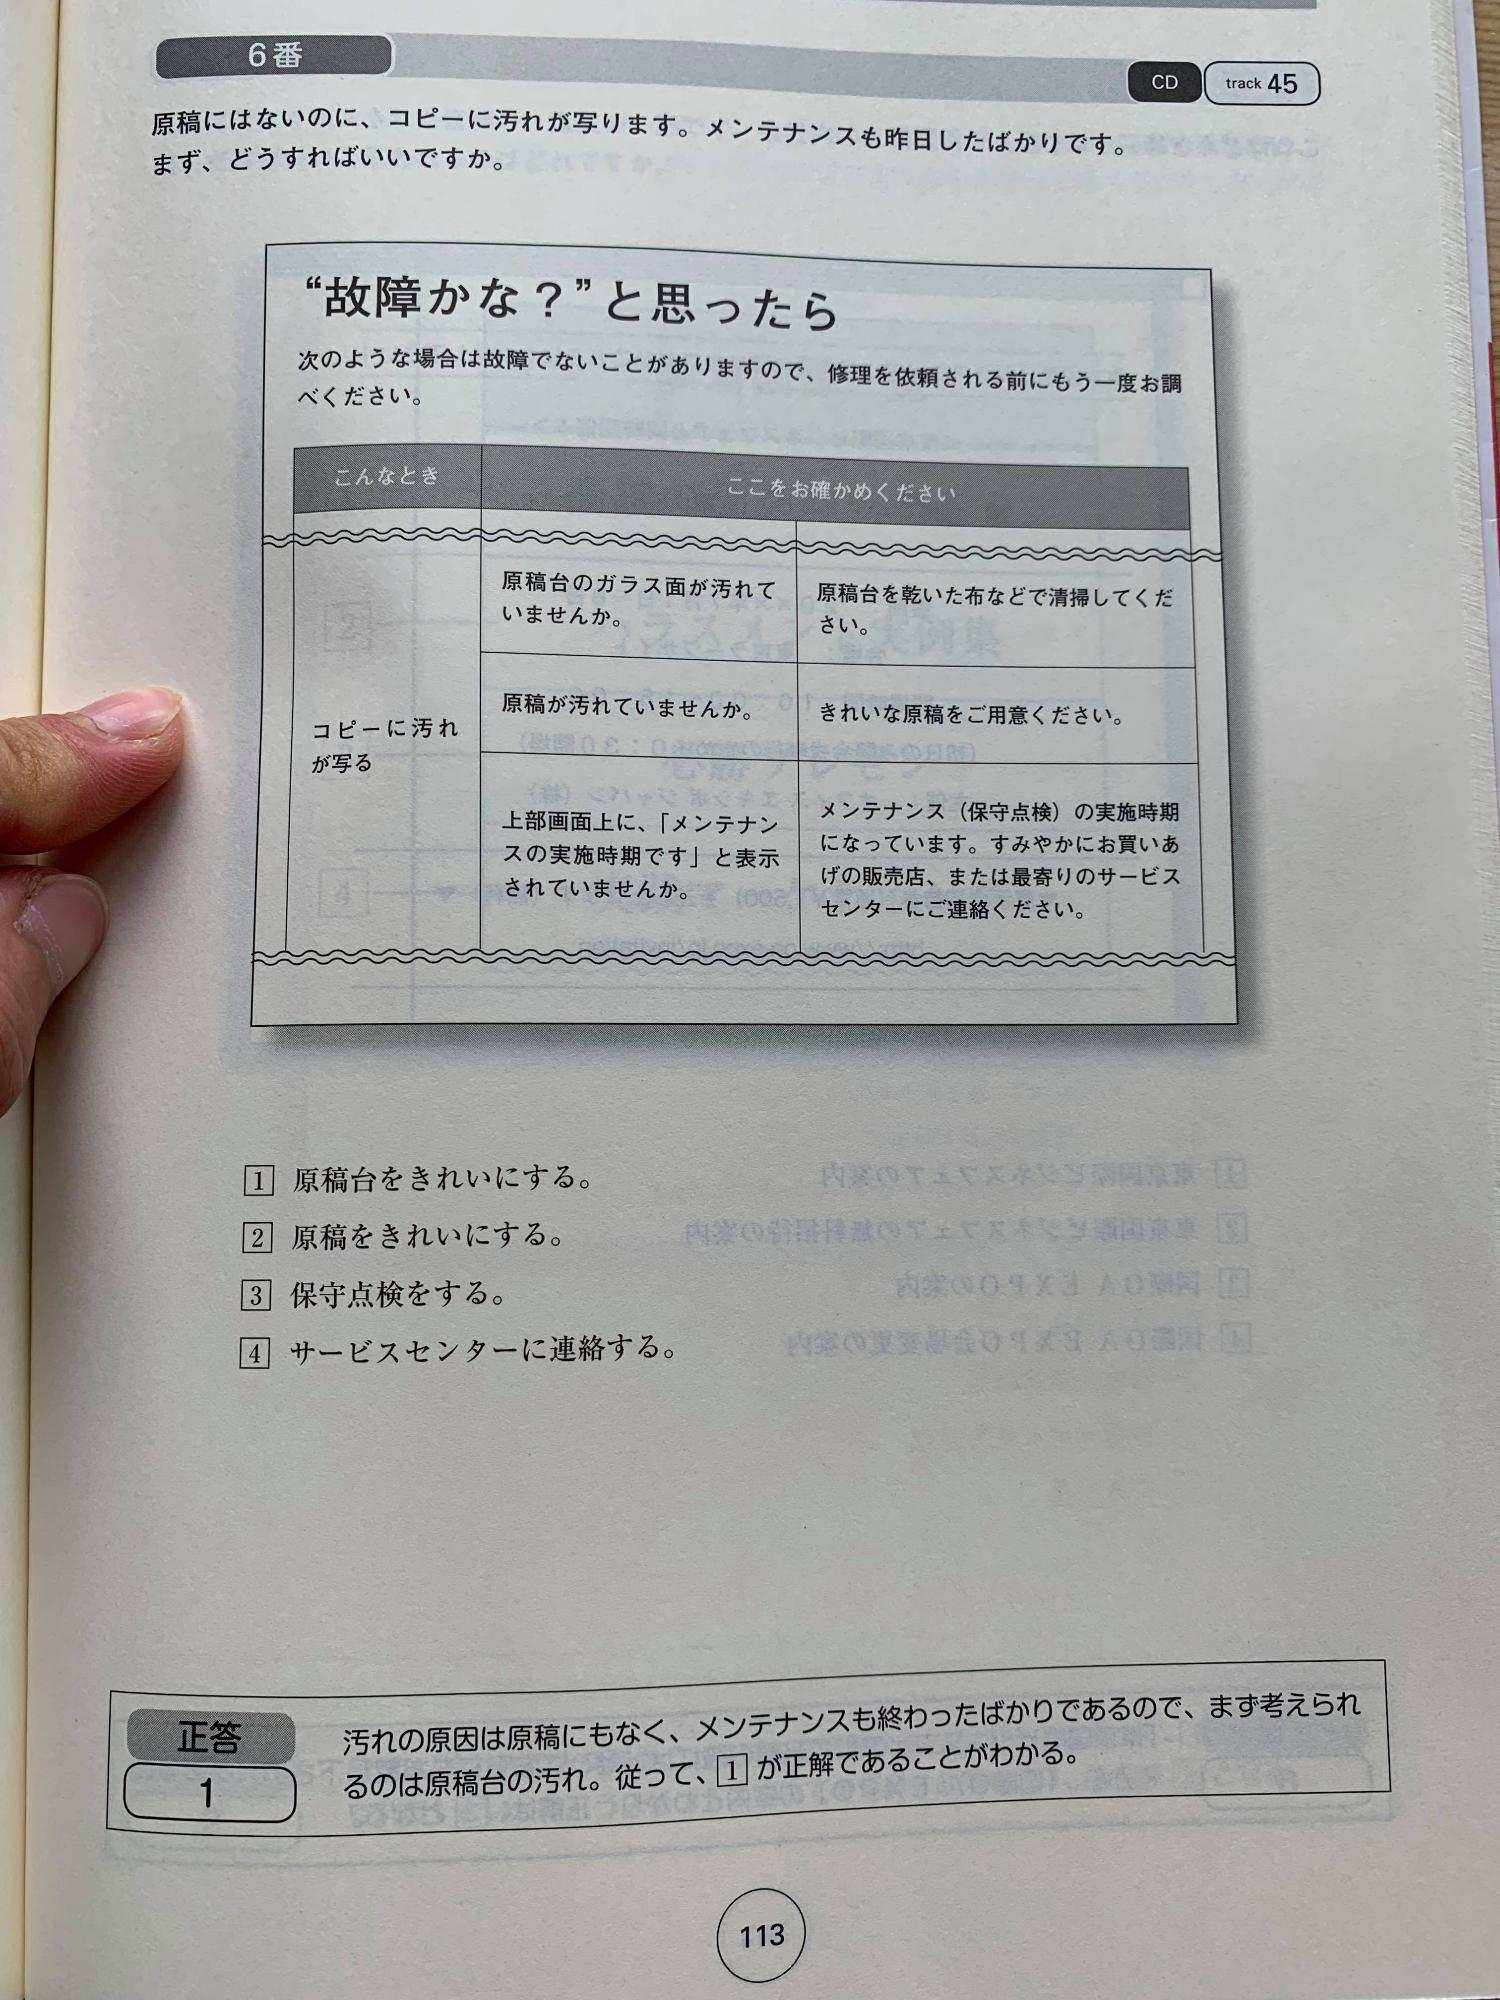 6番
CD track 45
原稿にはないのに、コピーに汚れが写ります。メンテナンスも昨日したばかりです。
まず、どうすればいいですか。
“故障かな？”と思ったら
次のような場合は故障でないことがありますので、修理を依頼される前にもう一度お調
べください。
こんなとき
ここをお確かめください
コピーに汚れ
が写る
原稿台のガラス面が汚れて
いませんか。
原稿台を乾いた布などで清掃してくだ
さい。
原稿が汚れていませんか。
きれいな原稿をご用意ください。
上部画面上に、「メンテナン
スの実施時期です」と表示
されていませんか。
メンテナンス（保守点検）の実施時期
になっています。すみやかにお買いあ
げの販売店、または最寄りのサービス
センターにご連絡ください。
1 原稿台をきれいにする。
2 原稿をきれいにする。
3 保守点検をする。
4 サービスセンターに連絡する。
正答
1
汚れの原因は原稿にもなく、メンテナンスも終わったばかりであるので、まず考えられ
るのは原稿台の汚れ。従って、1が正解であることがわかる。
113